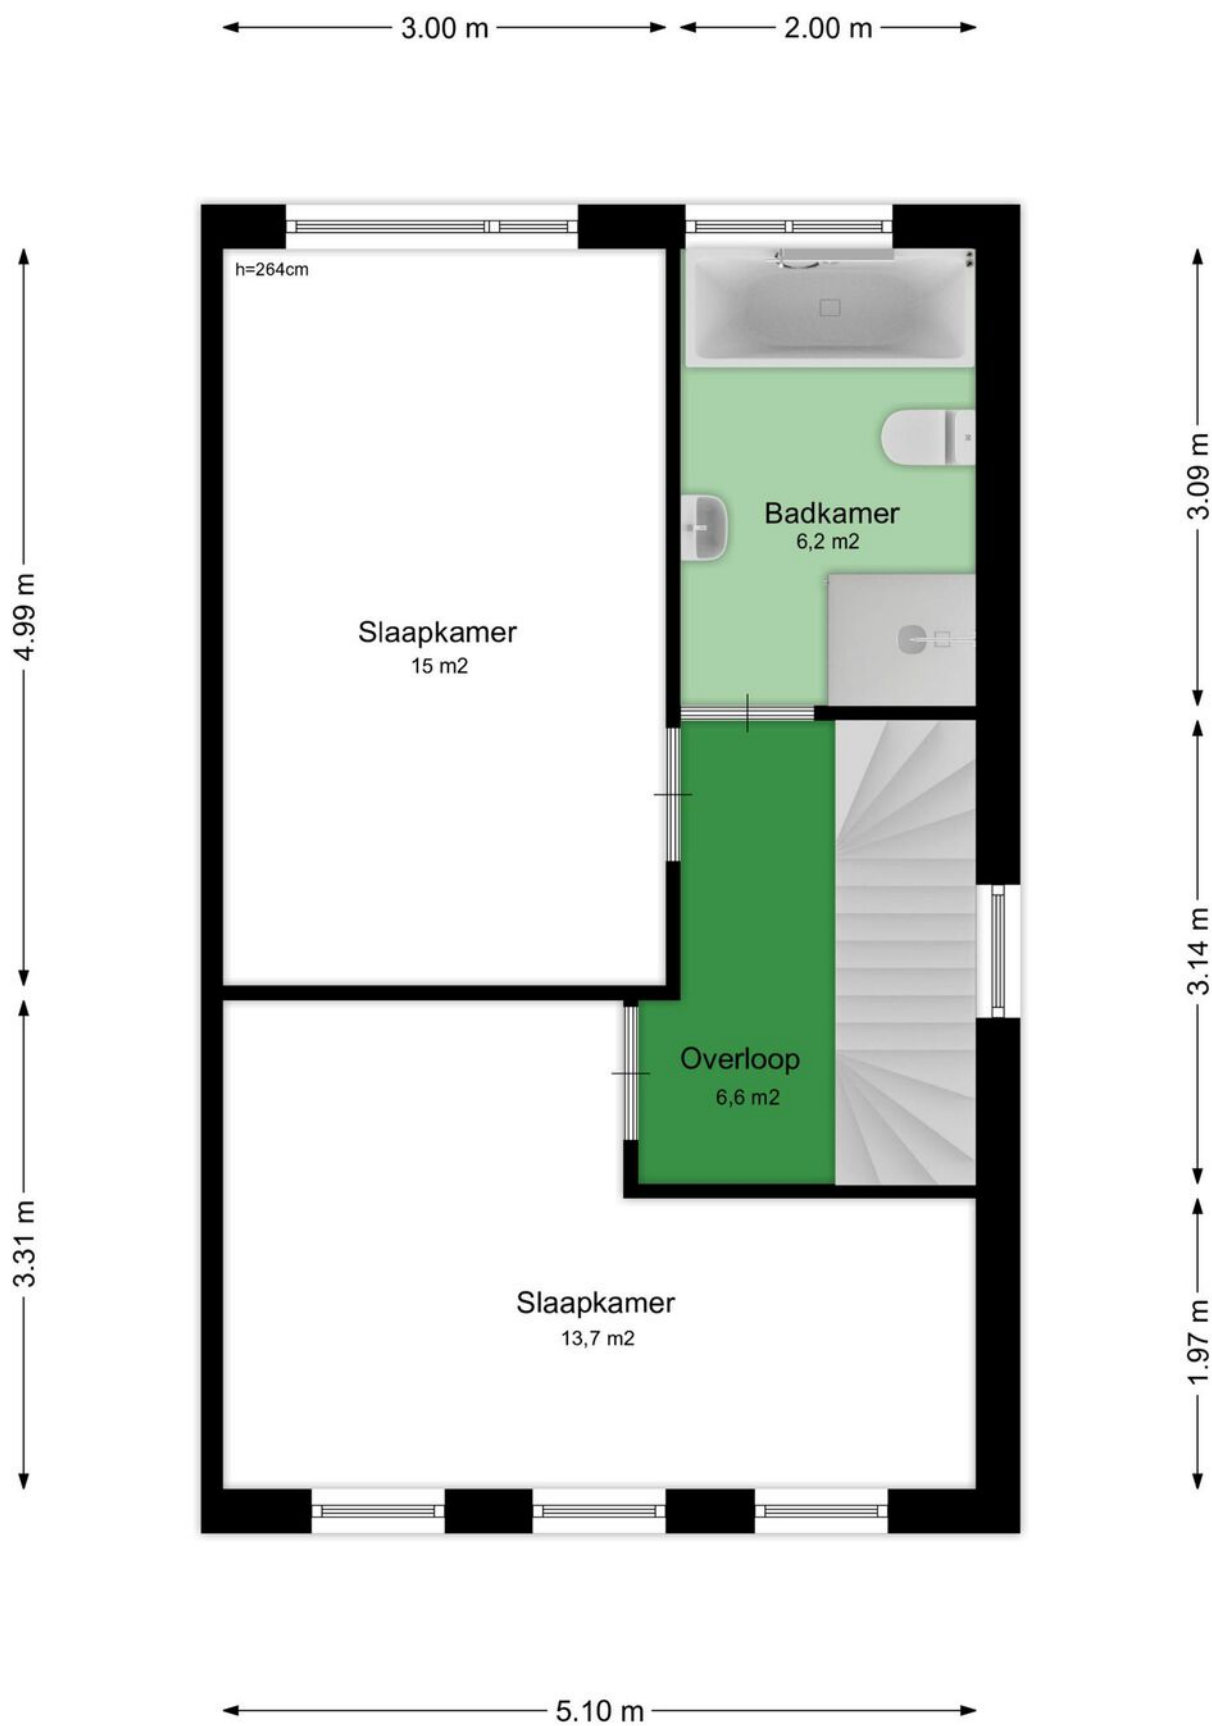 3.00 m
2.00 m
h=264cm
3.09 m
Badkamer
6,2 m2
4.99 m
Slaapkamer
15 m2
3.14 m
Overloop
6,6 m2
3.31 m
Slaapkamer
13,7 m2
1.97 m
5.10 m